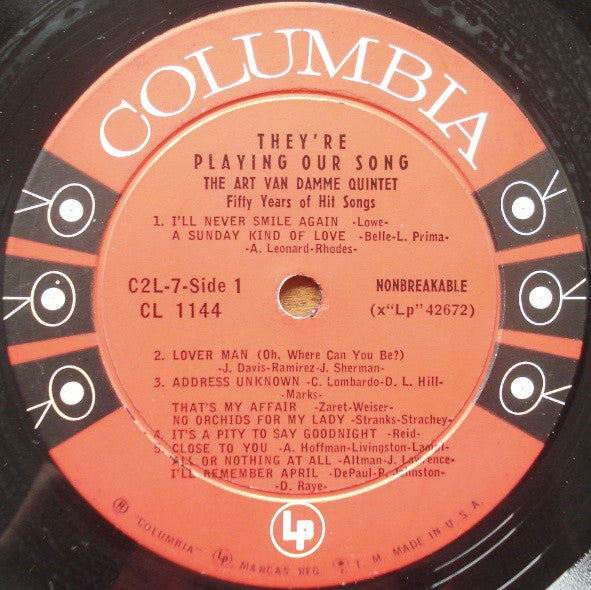 COLUMBIA
THEY'RE
PLAYING OUR SONG
THE ART VAN DAMME QUINTET
Fifty Years of Hit Songs
1. I'LL NEVER SMILE AGAIN -Lowe-
A SUNDAY KIND OF LOVE -Belle-L. Prima-
-A. Leonard-Rhodes-
C2L-7-Side 1
CL 1144
NONBREAKABLE
(x"Lp" 42672)
2. LOVER MAN (Oh, Where Can You Be?)
-J. Davis-Ramirez-J. Sherman-
3. ADDRESS UNKNOWN -C. Lombardo-D. L. Hill-
-Marks-
THAT'S MY AFFAIR -Zaret-Weiser-
NO ORCHIDS FOR MY LADY -Stranks-Strachey-
4. IT'S A PITY TO SAY GOODNIGHT -Reid-
5. CLOSE TO YOU -A. Hoffman-Livingston-Lampl-
ALL OR NOTHING AT ALL -Altman-J. Lawrence-
I'LL REMEMBER APRIL -DePaul-P. Johnston-
-D. Raye-
Lp
® "COLUMBIA" Lp MARCAS REG. ® T. M. MADE IN U. S. A.